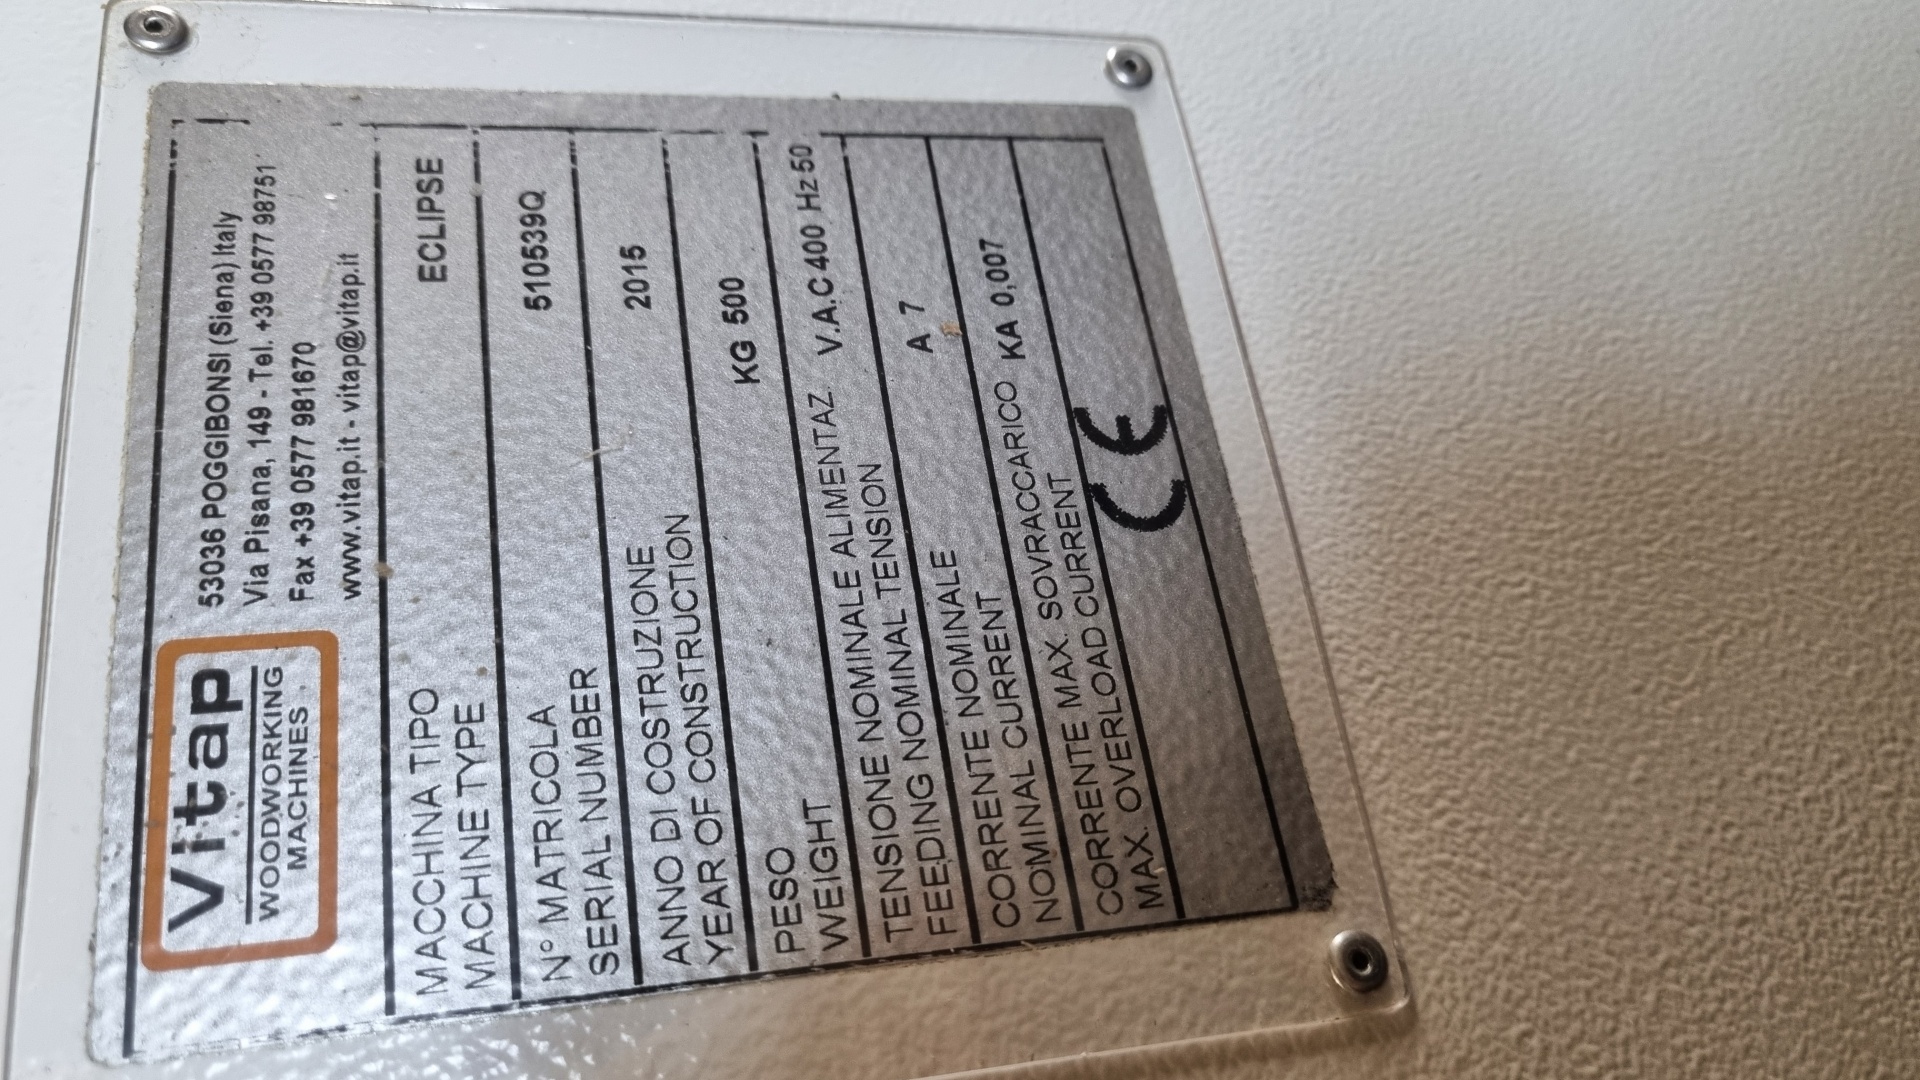 Vitap
WOODWORKING
MACHINES
53036 POGGIBONSI (Siena) Italy
Via Pisana, 149 - Tel. +39 0577 98751
Fax +39 0577 981670
www.vitap.it - vitap@vitap.it
MACCHINA TIPO
MACHINE TYPE
ECLIPSE
N° MATRICOLA
SERIAL NUMBER
510539Q
ANNO DI COSTRUZIONE
YEAR OF CONSTRUCTION
2015
PESO
WEIGHT
KG 500
TENSIONE NOMINALE ALIMENTAZ.
FEEDING NOMINAL TENSION
V.A.C 400 Hz 50
CORRENTE NOMINALE
NOMINAL CURRENT
A 7
CORRENTE MAX. SOVRACCARICO
MAX. OVERLOAD CURRENT
KA 0,007
CE